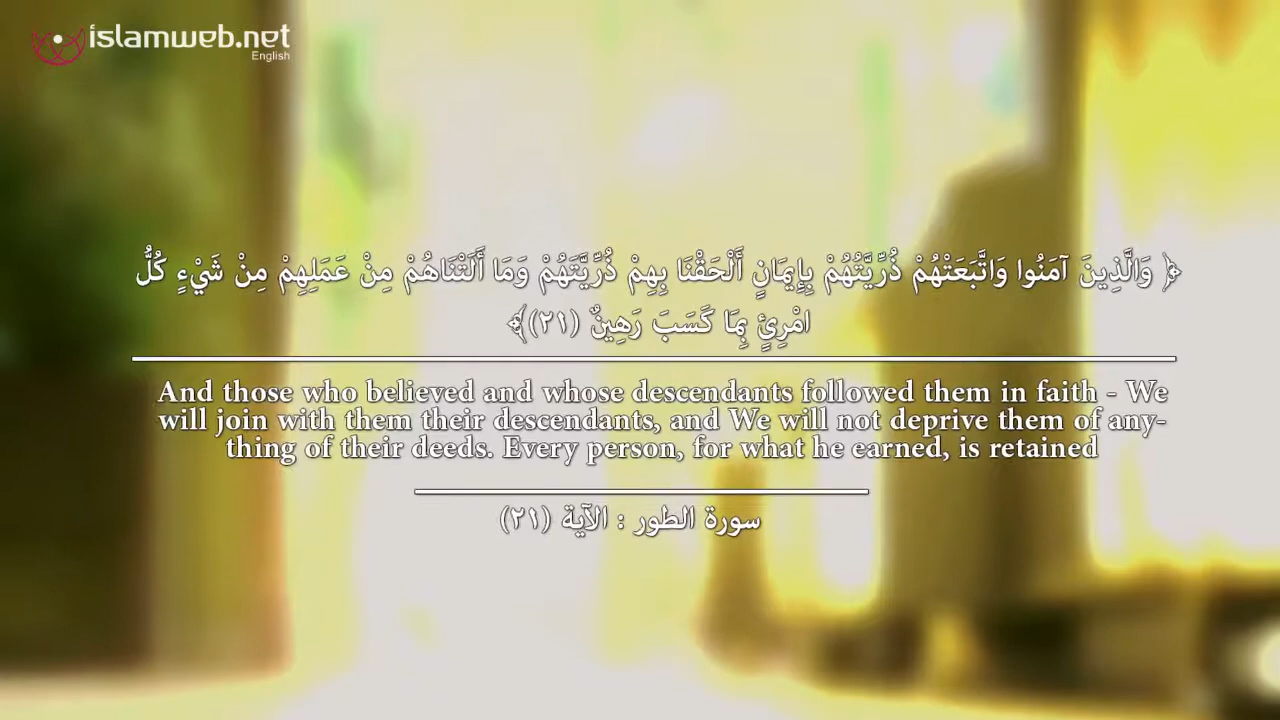 islamweb.net
English
﴿ وَالَّذِينَ آمَنُوا وَاتَّبَعَتْهُمْ ذُرِّيَّتُهُمْ بِإِيمَانٍ أَلْحَقْنَا بِهِمْ ذُرِّيَّتَهُمْ وَمَا أَلَتْنَاهُمْ مِنْ عَمَلِهِمْ مِنْ شَيْءٍ كُلُّ
امْرِئٍ بِمَا كَسَبَ رَهِينٌ (٢١)﴾
And those who believed and whose descendants followed them in faith - We
will join with them their descendants, and We will not deprive them of any-
thing of their deeds. Every person, for what he earned, is retained
سورة الطور : الآية (٢١)